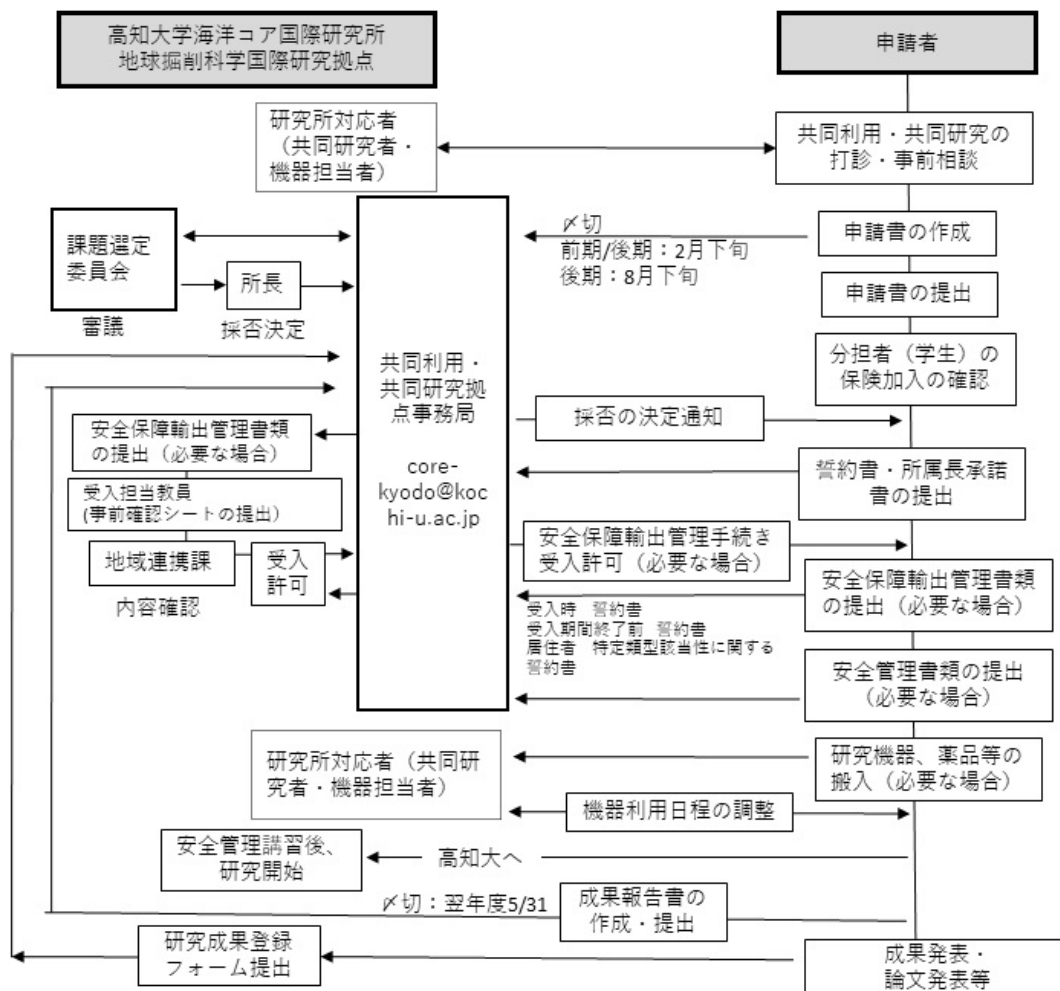 高知大学海洋コア国際研究所
地球掘削科学国際研究拠点
申請者
研究所対応者
（共同研究者・
機器担当者）
共同利用・共同研究の
打診・事前相談
課題選定
委員会
審議
所長
採否決定
〆切
前期/後期：2月下旬
後期：8月下旬
申請書の作成
申請書の提出
分担者（学生）の
保険加入の確認
共同利用・
共同研究拠
点事務局
core-
kyodo@koc
hi-u.ac.jp
採否の決定通知
安全保障輸出管理書類
の提出（必要な場合）
誓約書・所属長承諾
書の提出
受入担当教員
(事前確認シートの提出）
安全保障輸出管理手続き
受入許可（必要な場合）
地域連携課
内容確認
受入
許可
安全保障輸出管理書類
の提出（必要な場合）
受入時　誓約書
受入期間終了前　誓約書
居住者　特定類型該当性に関する
誓約書
安全管理書類の提出
（必要な場合）
研究所対応者（共同研
究者・機器担当者）
研究機器、薬品等の
搬入（必要な場合）
機器利用日程の調整
安全管理講習後、
研究開始
高知大へ
〆切：翌年度5/31
成果報告書の
作成・提出
研究成果登録
フォーム提出
成果発表・
論文発表等